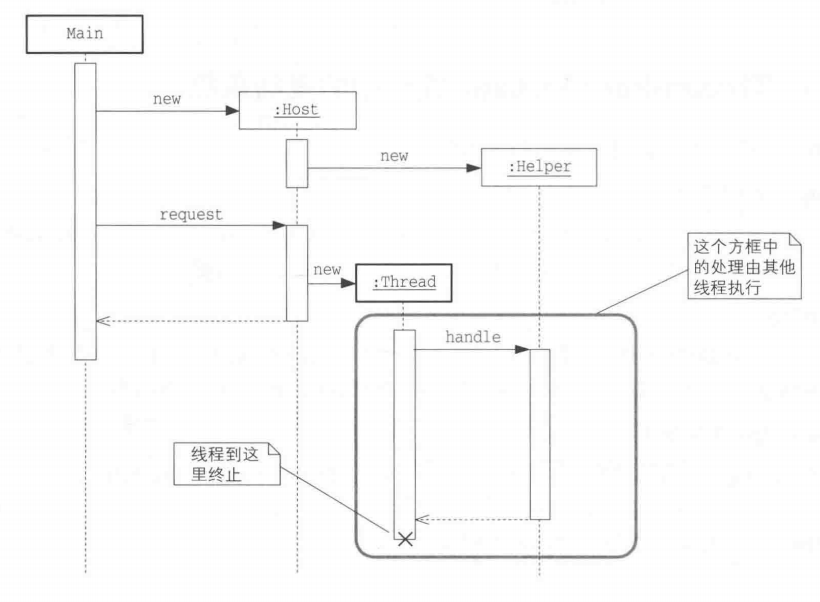 Main
new
:Host
new
:Helper
request
这个方框中
的处理由其他
线程执行
new
:Thread
handle
线程到这
里终止